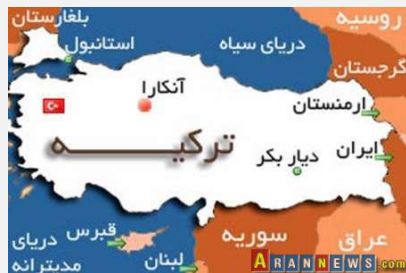 بلغارستان
روسیه
استانبول
دریای سیاه
گرجستان
آنکارا
ارمنستان
ترکیه
دیار بکر
ایران
قبرس
سوریه
عراق
دریای
مدیترانه
لبنان
ARANNEWS.com